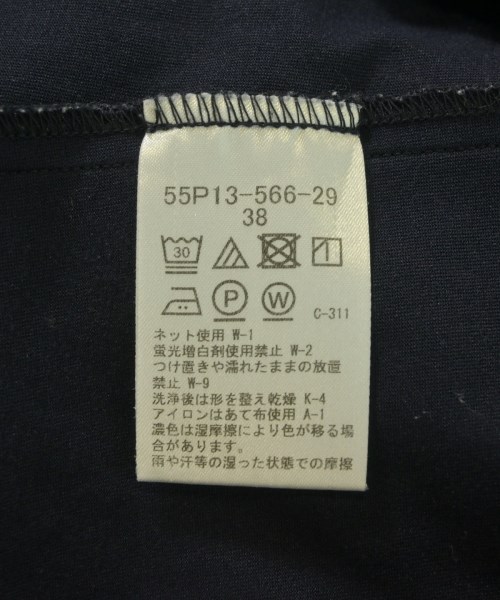 55P13-566-29
38
30
P W C-311
ネット使用 W-1
蛍光増白剤使用禁止 W-2
つけ置きや濡れたままの放置
禁止 W-9
洗浄後は形を整え乾燥 K-4
アイロンはあて布使用 A-1
濃色は湿摩擦により色が移る場
合があります。
雨や汗等の湿った状態での摩擦